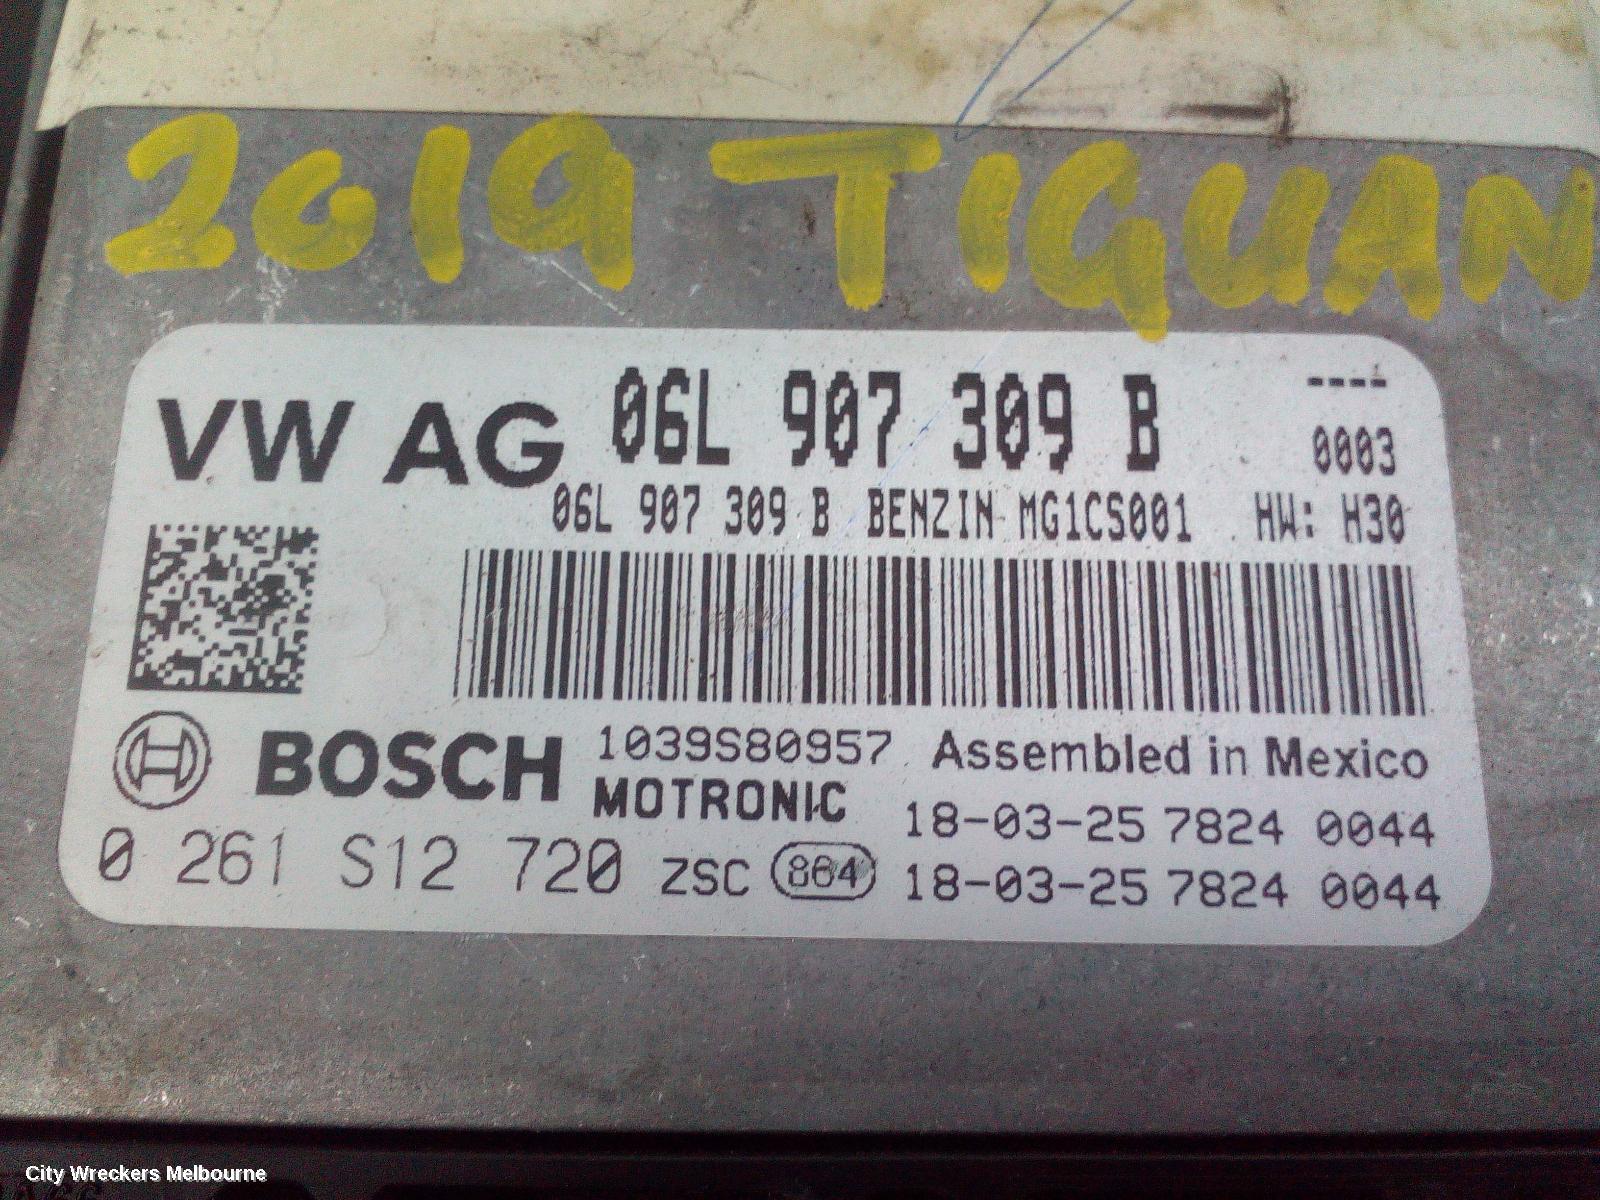 2019 TIGUAN
VW AG 06L 907 309 B ----
0003
06L 907 309 B BENZIN MG1CS001 HW: H30
BOSCH 1039S80957 Assembled in Mexico
MOTRONIC 18-03-25 7824 0044
0 261 S12 720 ZSC 864 18-03-25 7824 0044
City Wreckers Melbourne